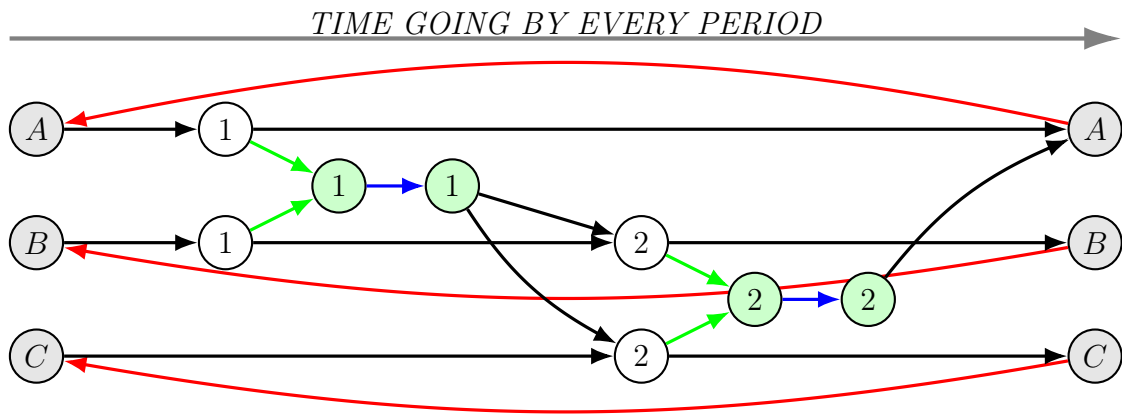 TIME GOING BY EVERY PERIOD
A 1 A
1 1
B 1 2 B
2 2
C 2 C